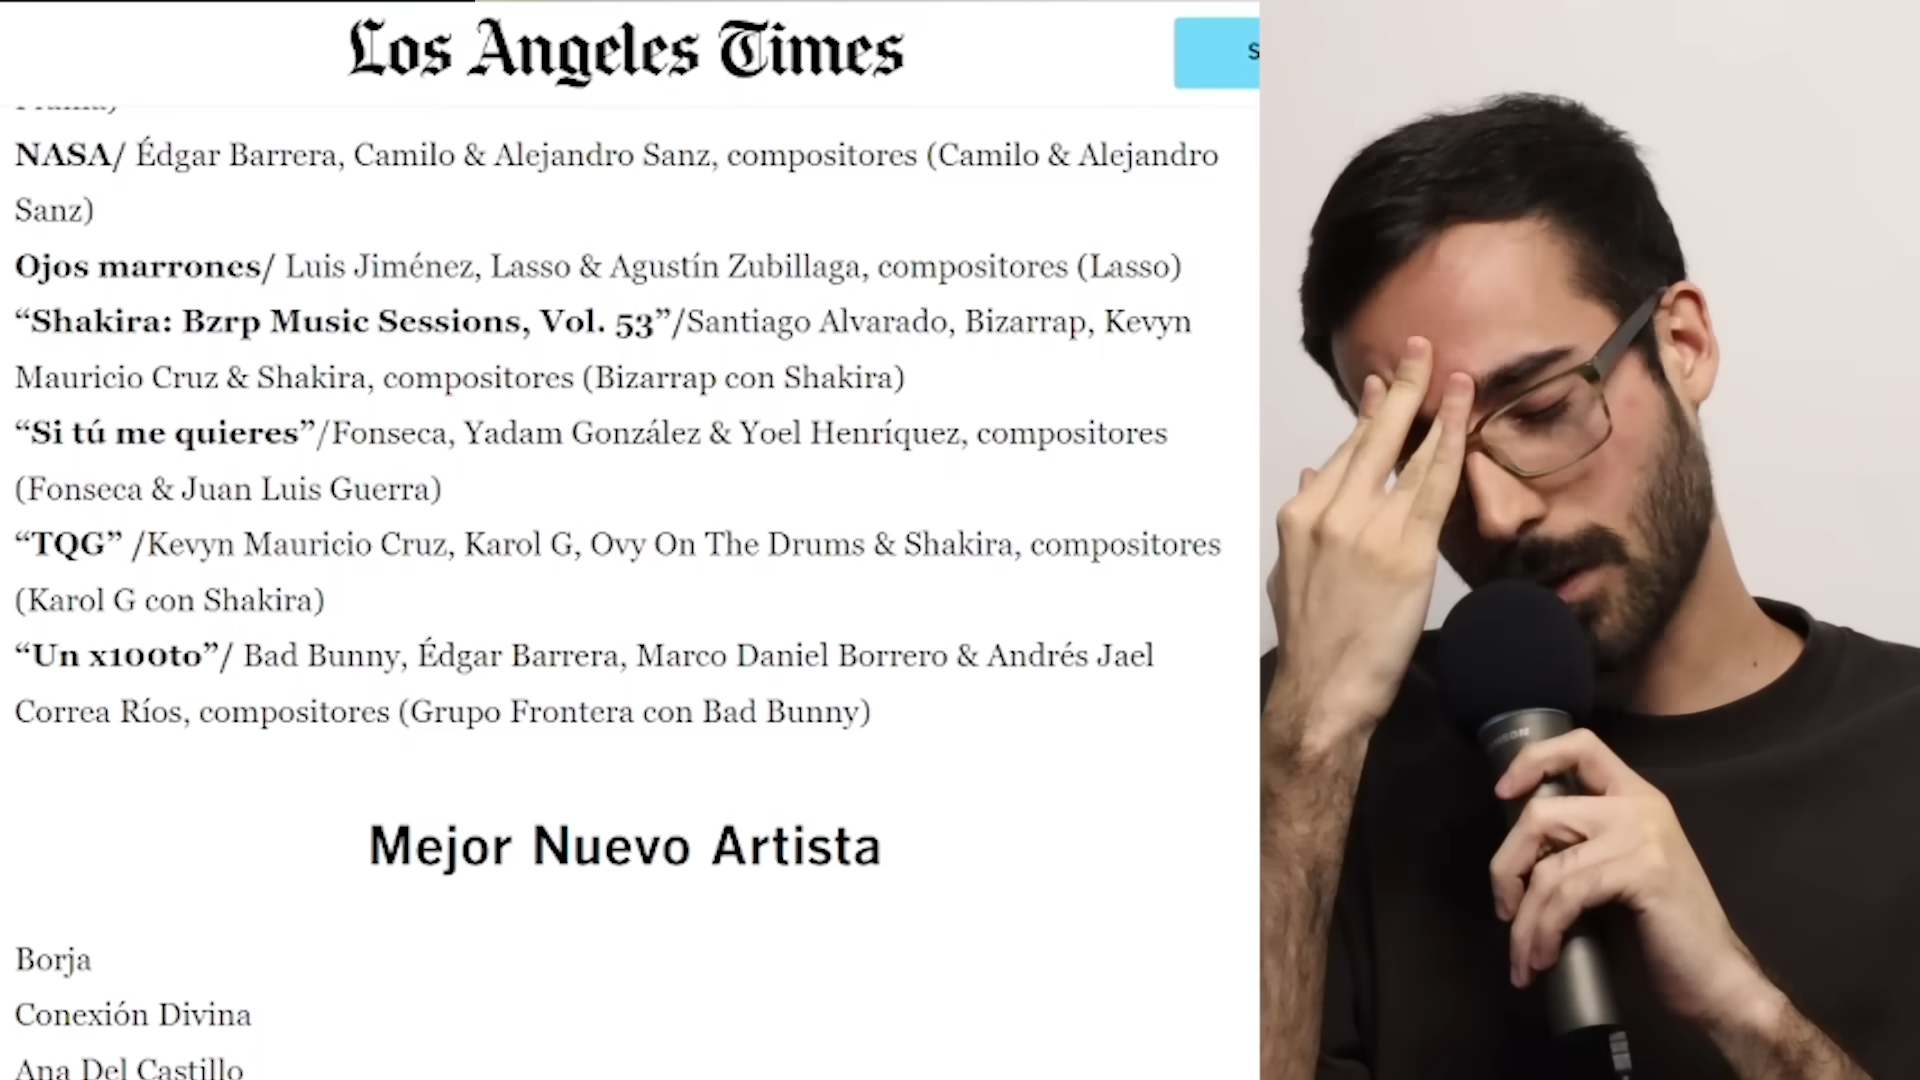 Los Angeles Times
NASA/ Édgar Barrera, Camilo & Alejandro Sanz, compositores (Camilo & Alejandro
Sanz)
Ojos marrones/ Luis Jiménez, Lasso & Agustín Zubillaga, compositores (Lasso)
“Shakira: Bzrp Music Sessions, Vol. 53”/Santiago Alvarado, Bizarrap, Kevyn
Mauricio Cruz & Shakira, compositores (Bizarrap con Shakira)
“Si tú me quieres”/Fonseca, Yadam González & Yoel Henríquez, compositores
(Fonseca & Juan Luis Guerra)
“TQG” /Kevyn Mauricio Cruz, Karol G, Ovy On The Drums & Shakira, compositores
(Karol G con Shakira)
“Un x100to”/ Bad Bunny, Édgar Barrera, Marco Daniel Borrero & Andrés Jael
Correa Ríos, compositores (Grupo Frontera con Bad Bunny)
Mejor Nuevo Artista
Borja
Conexión Divina
Ana Del Castillo